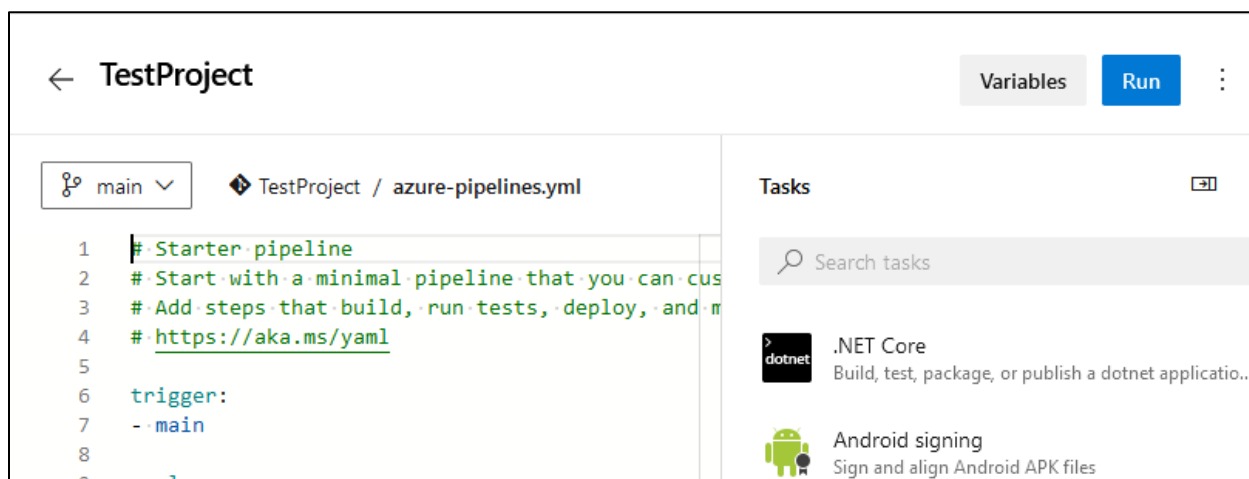 TestProject
Variables
Run
main
TestProject / azure-pipelines.yml
1 # Starter pipeline
2 # Start with a minimal pipeline that you can cus
3 # Add steps that build, run tests, deploy, and m
4 # https://aka.ms/yaml
5
6 trigger:
7 - main
8
Tasks
Search tasks
dotnet
.NET Core
Build, test, package, or publish a dotnet applicatio...
Android signing
Sign and align Android APK files